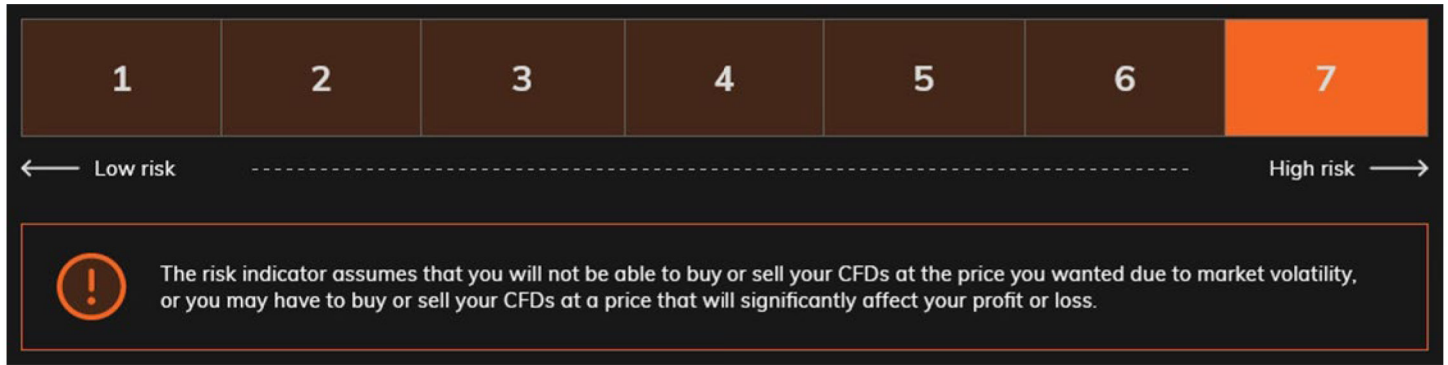 1 2 3 4 5 6 7
Low risk High risk
The risk indicator assumes that you will not be able to buy or sell your CFDs at the price you wanted due to market volatility,
or you may have to buy or sell your CFDs at a price that will significantly affect your profit or loss.